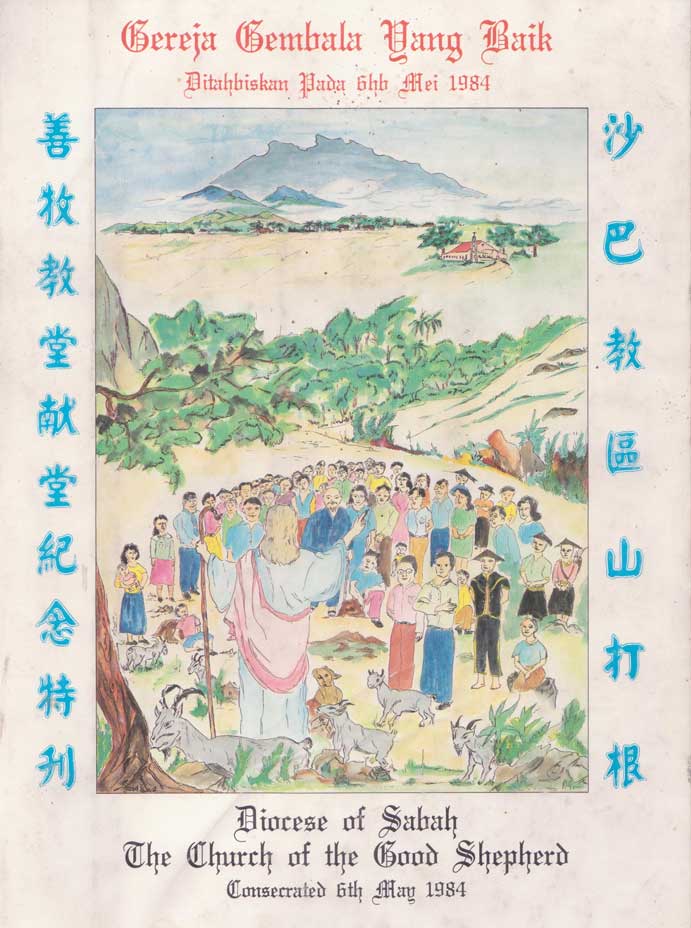 Gereja Gembala Yang Baik
Ditahbiskan Pada 6hb Mei 1984
沙巴教區山打根
善牧教堂献堂紀念特刊
Diocese of Sabah
The Church of the Good Shepherd
Consecrated 6th May 1984